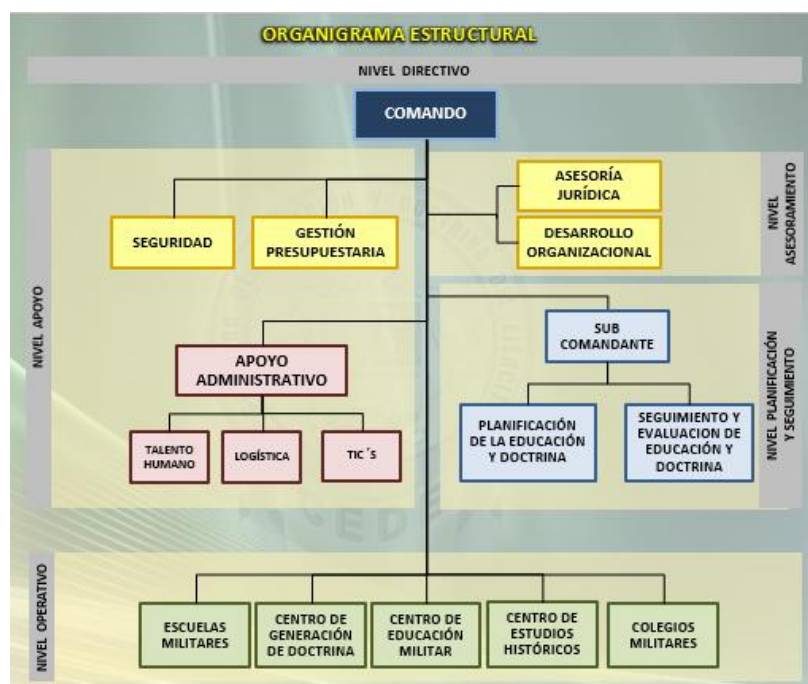 ORGANIGRAMA ESTRUCTURAL
NIVEL DIRECTIVO
COMANDO
NIVEL APOYO
SEGURIDAD
GESTIÓN
PRESUPUESTARIA
ASESORÍA
JURÍDICA
DESARROLLO
ORGANIZACIONAL
NIVEL
ASESORAMIENTO
APOYO
ADMINISTRATIVO
TALENTO
HUMANO
LOGÍSTICA
TIC´S
SUB
COMANDANTE
PLANIFICACIÓN
DE LA EDUCACIÓN
Y DOCTRINA
SEGUIMIENTO Y
EVALUACION DE
EDUCACIÓN Y
DOCTRINA
NIVEL PLANIFICACIÓN
Y SEGUIMIENTO
NIVEL OPERATIVO
ESCUELAS
MILITARES
CENTRO DE
GENERACIÓN
DE DOCTRINA
CENTRO DE
EDUCACIÓN
MILITAR
CENTRO DE
ESTUDIOS
HISTÓRICOS
COLEGIOS
MILITARES